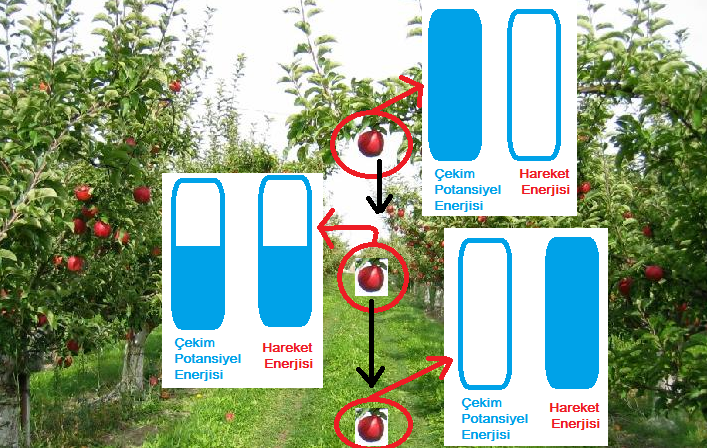 Çekim
Potansiyel
Enerjisi
Hareket
Enerjisi
Çekim
Potansiyel
Enerjisi
Hareket
Enerjisi
Çekim
Potansiyel
Enerjisi
Hareket
Enerjisi